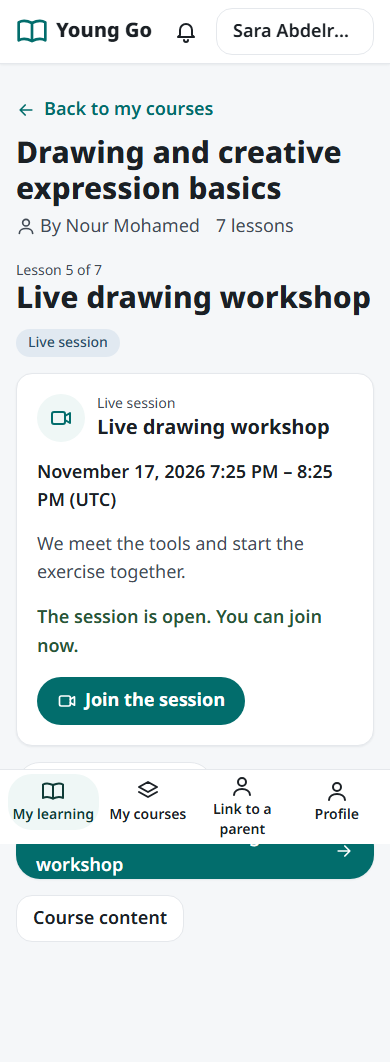 Young Go
Sara Abdelr...
Back to my courses
Drawing and creative
expression basics
By Nour Mohamed 7 lessons
Lesson 5 of 7
Live drawing workshop
Live session
Live session
Live drawing workshop
November 17, 2026 7:25 PM – 8:25
PM (UTC)
We meet the tools and start the
exercise together.
The session is open. You can join
now.
Join the session
My learning
My courses
Link to a
parent
Profile
workshop
Course content